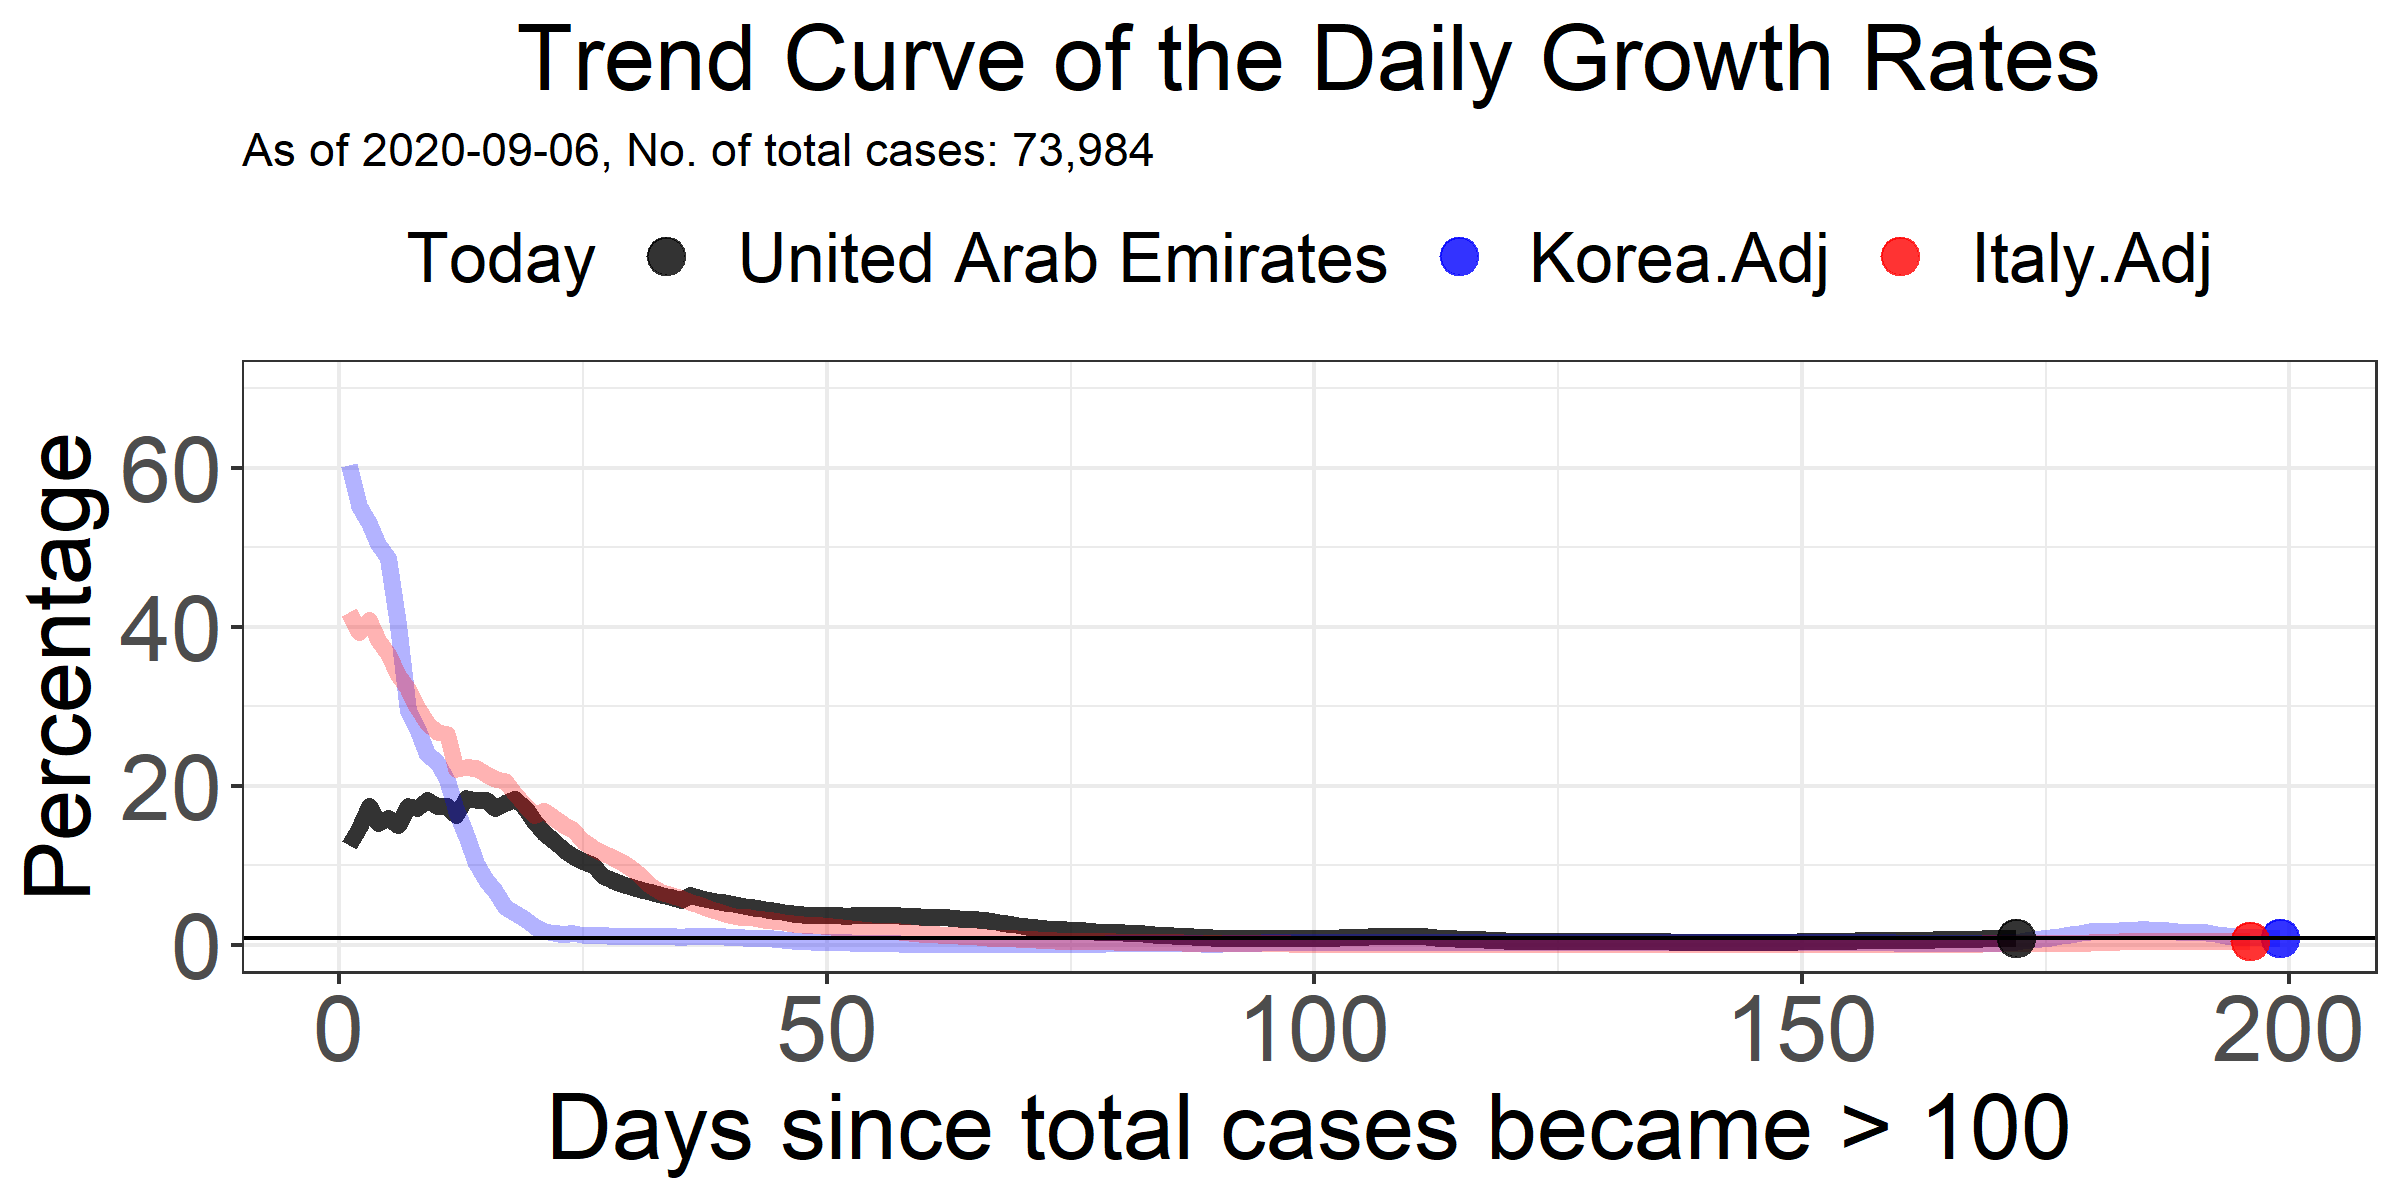 Trend Curve of the Daily Growth Rates
As of 2020-09-06, No. of total cases: 73,984
Today United Arab Emirates Korea.Adj Italy.Adj
Percentage
60
40
20
0
0 50 100 150 200
Days since total cases became > 100